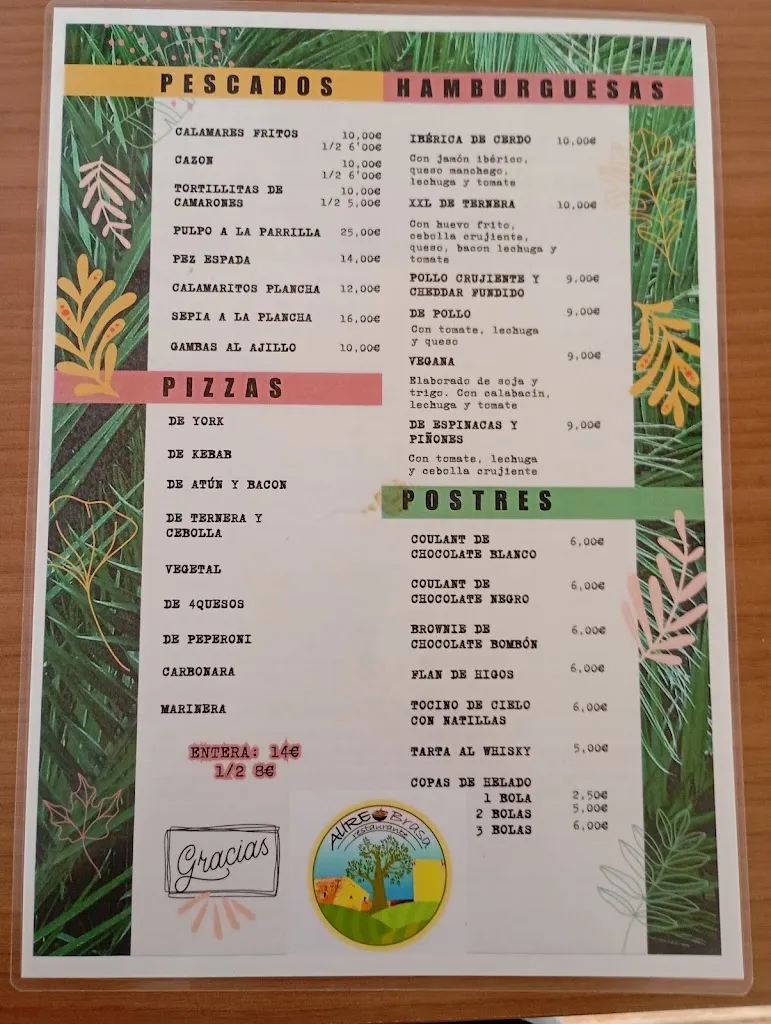 PESCADOS
CALAMARES FRITOS 10,00€
1/2 6'00€
CAZON 10,00€
1/2 6'00€
TORTILLITAS DE 10,00€
CAMARONES 1/2 5,00€
PULPO A LA PARRILLA 25,00€
PEZ ESPADA 14,00€
CALAMARITOS PLANCHA 12,00€
SEPIA A LA PLANCHA 16,00€
GAMBAS AL AJILLO 10,00€
PIZZAS
DE YORK
DE KEBAB
DE ATÚN Y BACON
DE TERNERA Y
CEBOLLA
VEGETAL
DE 4QUESOS
DE PEPERONI
CARBONARA
MARINERA
ENTERA: 14€
1/2 8€
Gracias
HAMBURGUESAS
IBÉRICA DE CERDO 10,00€
Con jamón ibérico,
queso manchego,
lechuga y tomate
XXL DE TERNERA 10,00€
Con huevo frito,
cebolla crujiente,
queso, bacon lechuga y
tomate
POLLO CRUJIENTE Y 9,00€
CHEDDAR FUNDIDO
DE POLLO 9,00€
Con tomate, lechuga
y queso
VEGANA 9,00€
Elaborado de soja y
trigo. Con calabacin,
lechuga y tomate
DE ESPINACAS Y 9,00€
PIÑONES
Con tomate, lechuga
y cebolla crujiente
POSTRES
COULANT DE 6,00€
CHOCOLATE BLANCO
COULANT DE 6,00€
CHOCOLATE NEGRO
BROWNIE DE 6,00€
CHOCOLATE BOMBÓN
FLAN DE HIGOS 6,00€
TOCINO DE CIELO 6,00€
CON NATILLAS
TARTA AL WHISKY 5,00€
COPAS DE HELADO
1 BOLA 2,50€
2 BOLAS 5,00€
3 BOLAS 6,00€
AUREO Brasa
restaurante